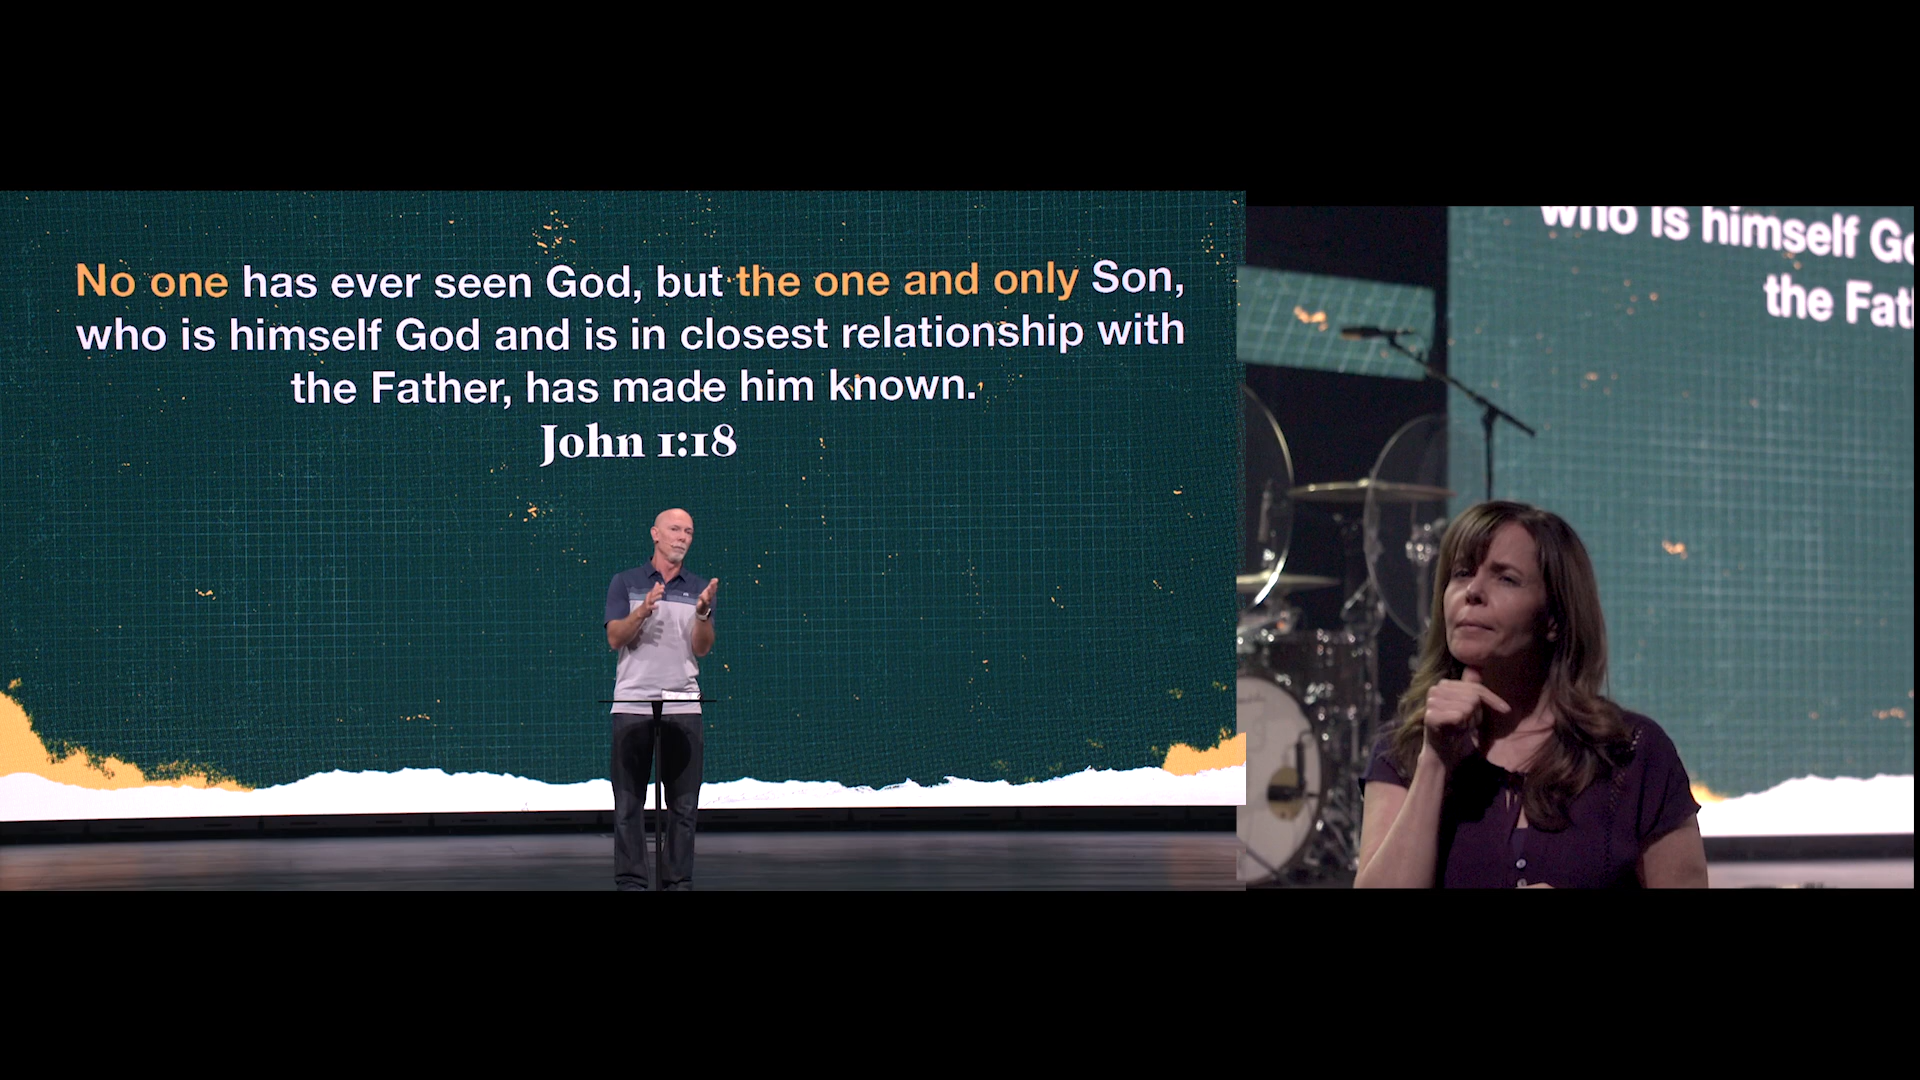 No one has ever seen God, but the one and only Son,
who is himself God and is in closest relationship with
the Father, has made him known.
John 1:18
who is himself Go
the Fat